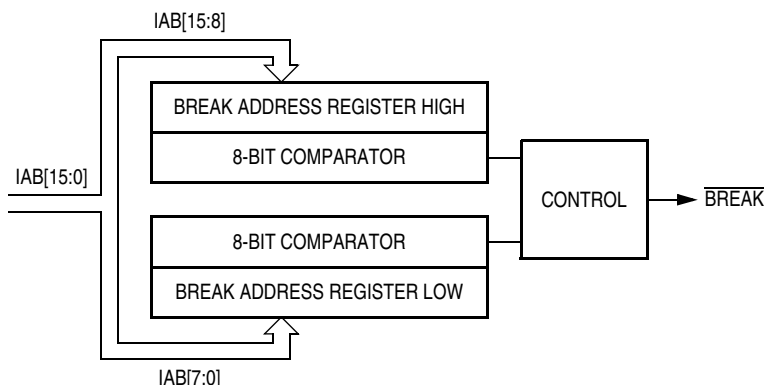 IAB[15:8]
BREAK ADDRESS REGISTER HIGH
8-BIT COMPARATOR
IAB[15:0]
CONTROL
BREAK
8-BIT COMPARATOR
BREAK ADDRESS REGISTER LOW
IAB[7:0]